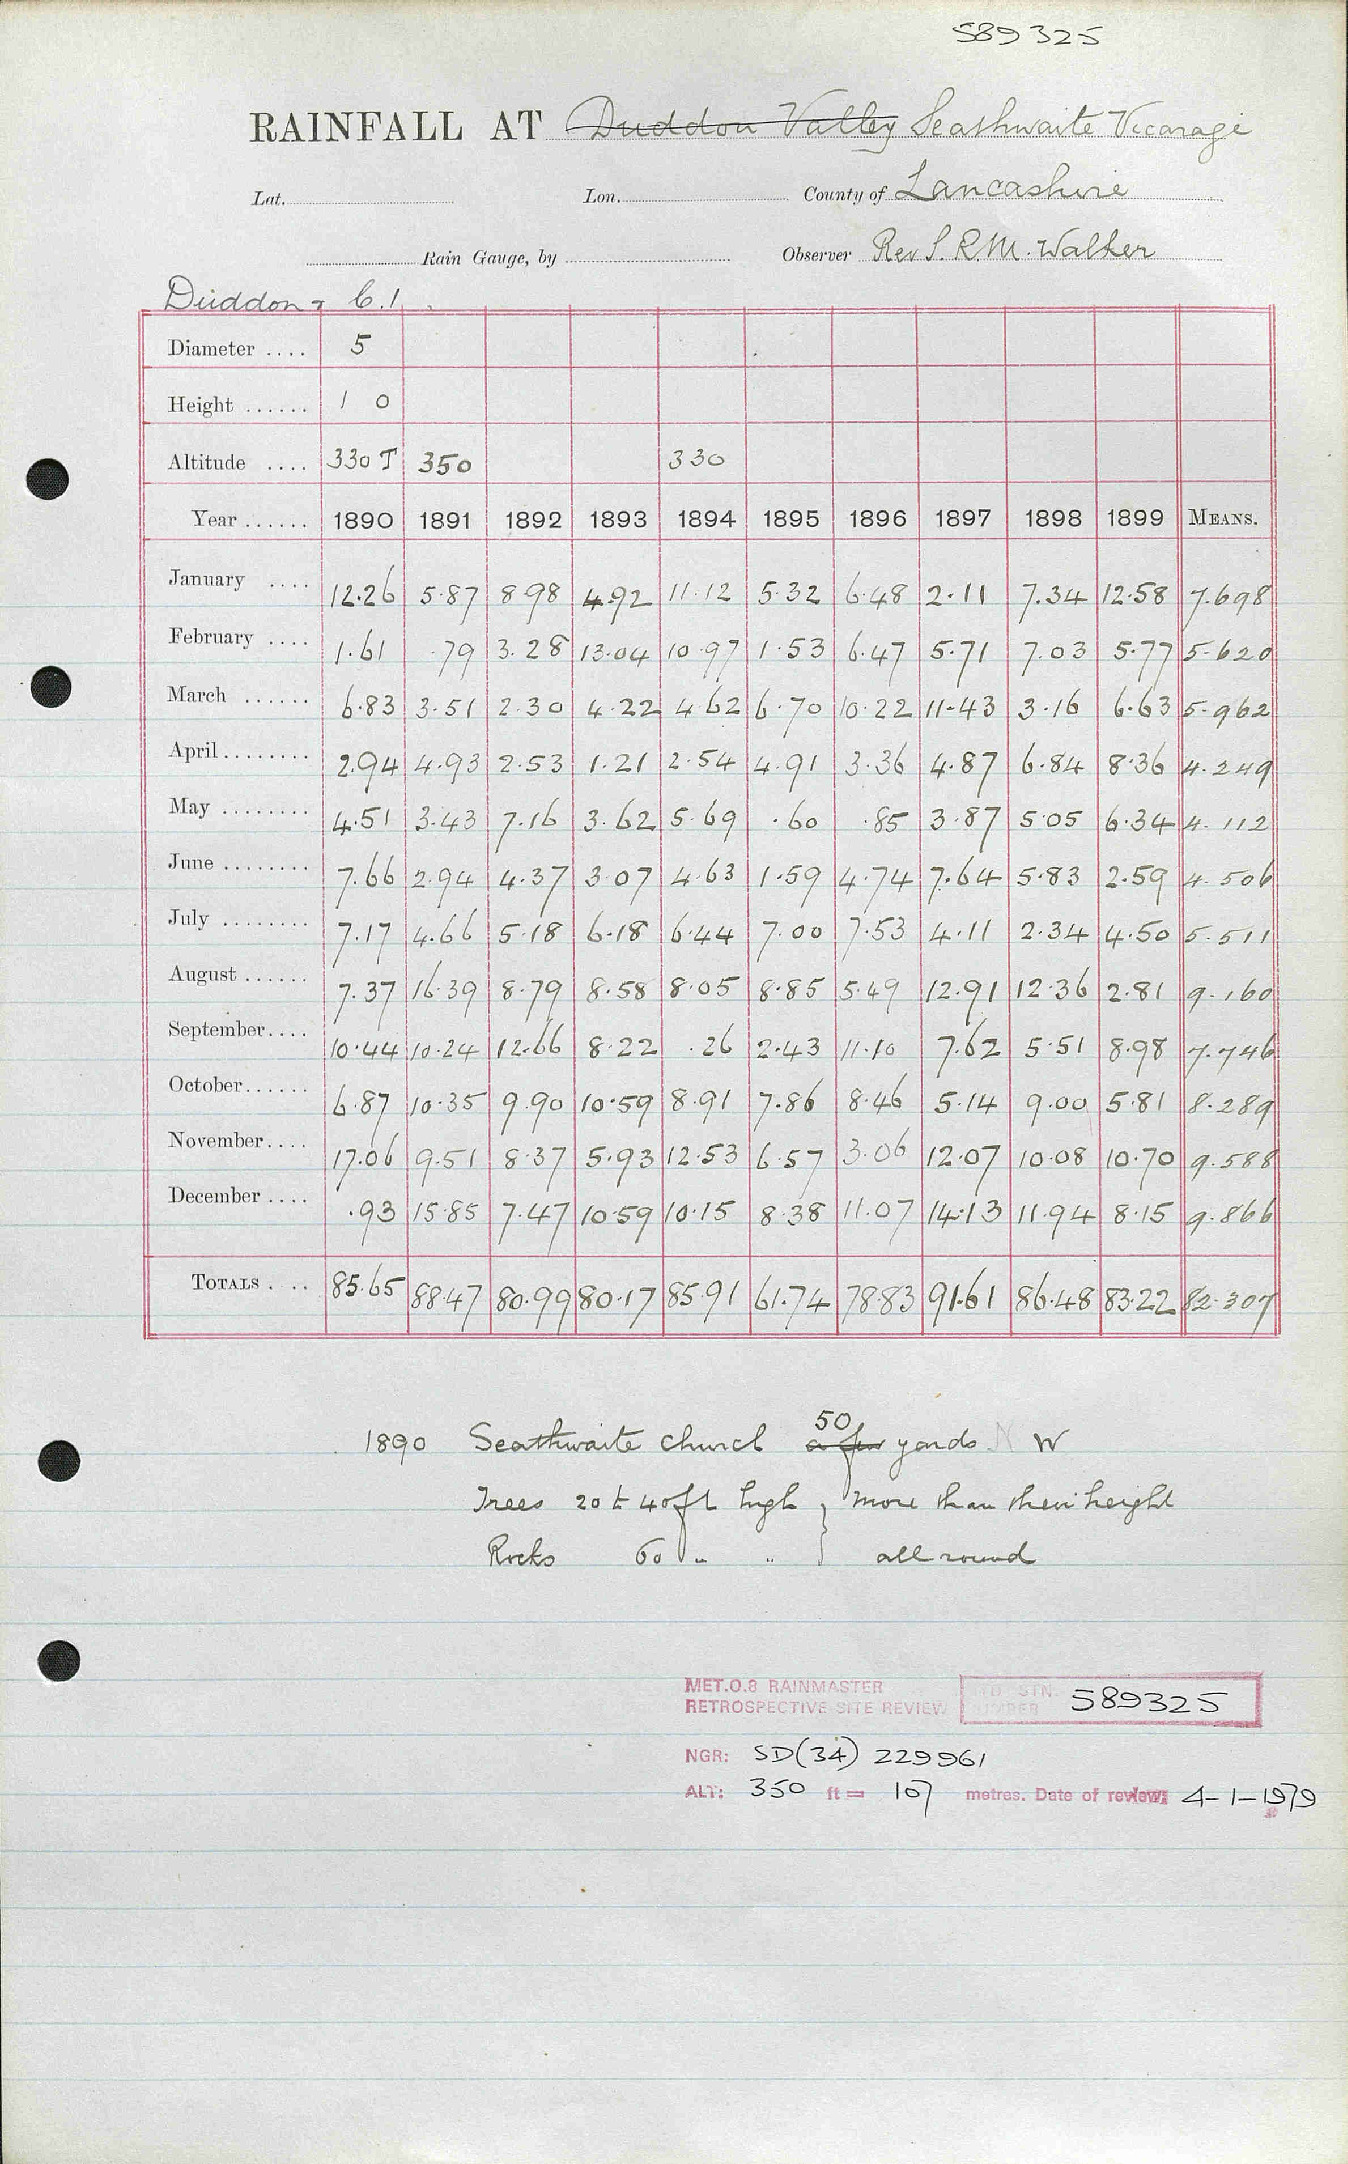 589325
RAINFALL AT Duddon Valley Seathwaite Vicarage
Lat. Lon. County of Lancashire
Rain Gauge, by Observer Rev S. R. M. Walker
Duddon, C.1
Diameter .... 5
Height ...... 1 0
Altitude .... 330 T 350 330
Year ...... 1890 1891 1892 1893 1894 1895 1896 1897 1898 1899 MEANS.
January .... 12.26 5.87 8.98 4.92 11.12 5.32 6.48 2.11 7.34 12.58 7.698
February .... 1.61 .79 3.28 13.04 10.97 1.53 6.47 5.71 7.03 5.77 5.620
March ...... 6.83 3.51 2.30 4.22 4.62 6.70 10.22 11.43 3.16 6.63 5.962
April ........ 2.94 4.93 2.53 1.21 2.54 4.91 3.36 4.87 6.84 8.36 4.249
May ........ 4.51 3.43 7.16 3.62 5.69 .60 .85 3.87 5.05 6.34 4.112
June ........ 7.66 2.94 4.37 3.07 4.63 1.59 4.74 7.64 5.83 2.59 4.506
July ........ 7.17 4.66 5.18 6.18 6.44 7.00 7.53 4.11 2.34 4.50 5.511
August ...... 7.37 16.39 8.79 8.58 8.05 8.85 5.49 12.91 12.36 2.81 9.160
September .... 10.44 10.24 12.66 8.22 .26 2.43 11.10 7.62 5.51 8.98 7.746
October ...... 6.87 10.35 9.90 10.59 8.91 7.86 8.46 5.14 9.00 5.81 8.289
November .... 17.06 9.51 8.37 5.93 12.53 6.57 3.06 12.07 10.08 10.70 9.588
December .... .93 15.85 7.47 10.59 10.15 8.38 11.07 14.13 11.94 8.15 9.866
TOTALS .... 85.65 88.47 80.99 80.17 85.91 61.74 78.83 91.61 86.48 83.22 82.307
50
1890 Seathwaite church a few yards N W
Trees 20 to 40 ft high } more than their height
Rocks 60 " " } all round
MET.O.8 RAINMASTER
RETROSPECTIVE SITE REVIEW STN. NUMBER 589325
NGR: SD(34) 229961
ALT: 350 ft = 107 metres. Date of review: 4-1-1979